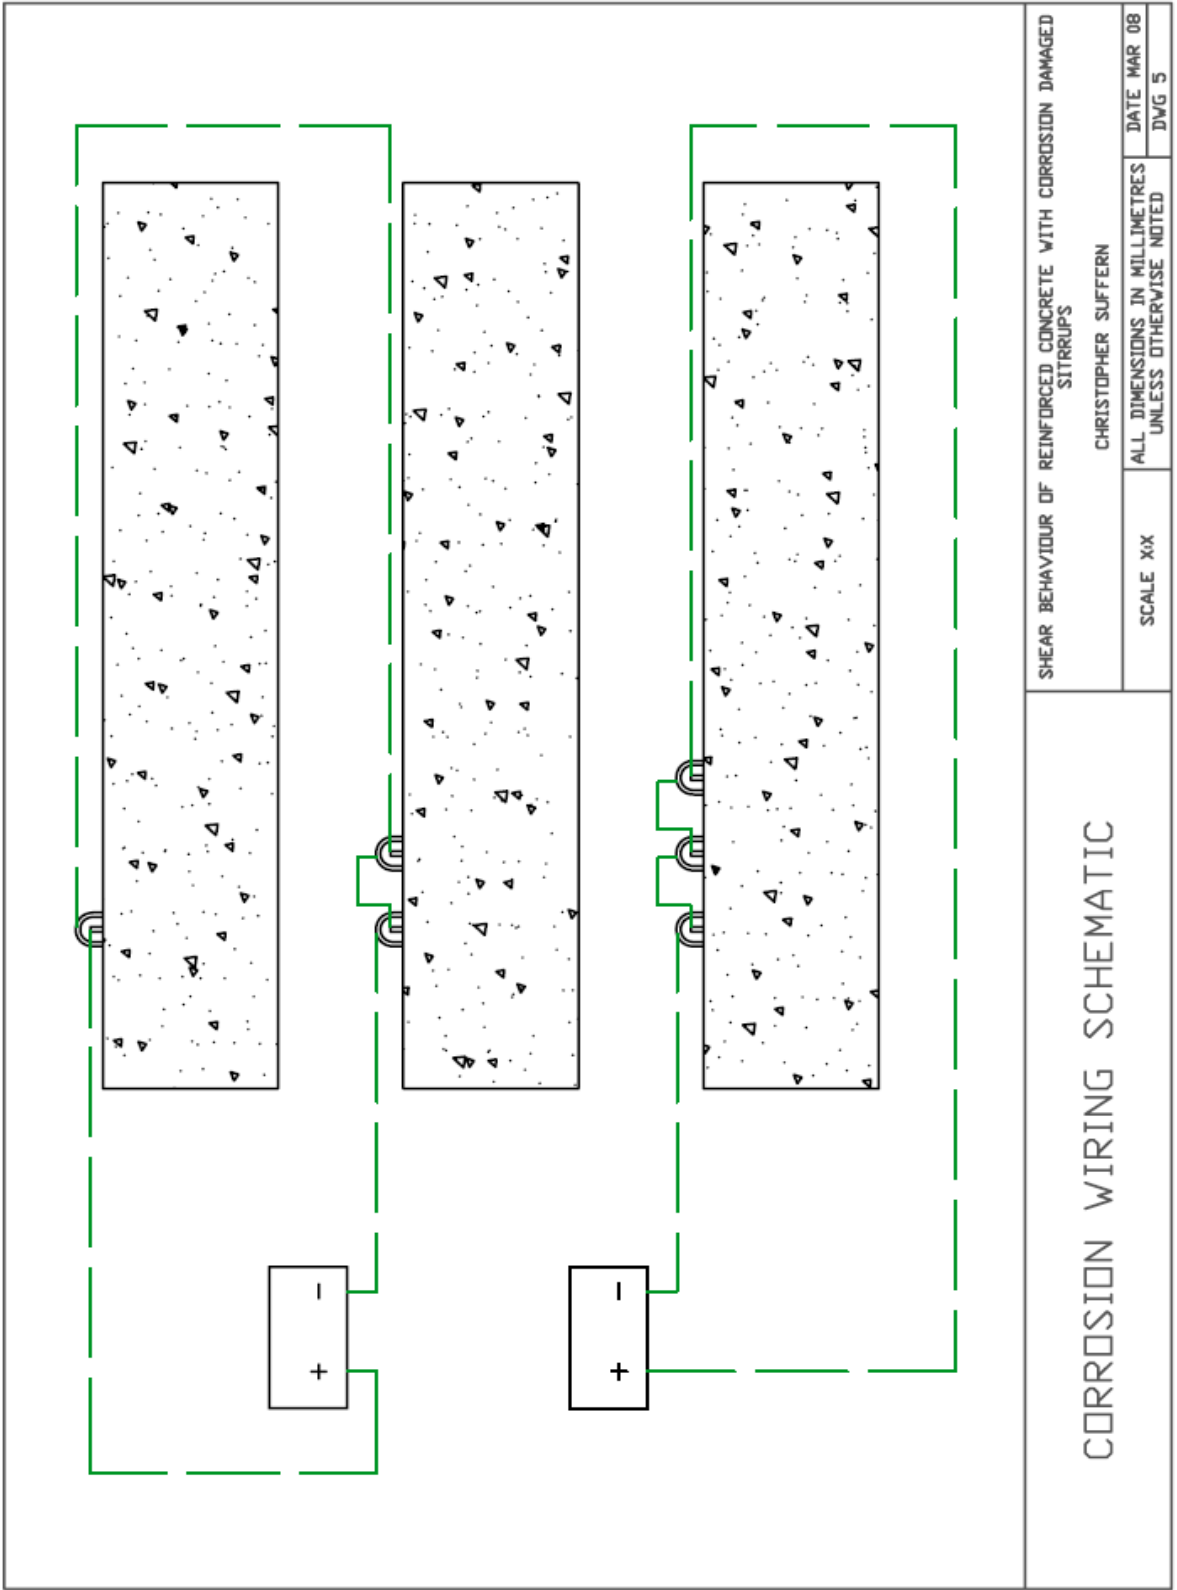 -
+
-
+
CORROSION WIRING SCHEMATIC
SHEAR BEHAVIOUR OF REINFORCED CONCRETE WITH CORROSION DAMAGED
SITRRUPS
CHRISTOPHER SUFFERN
SCALE X:X
ALL DIMENSIONS IN MILLIMETRES
UNLESS OTHERWISE NOTED
DATE MAR 08
DWG 5